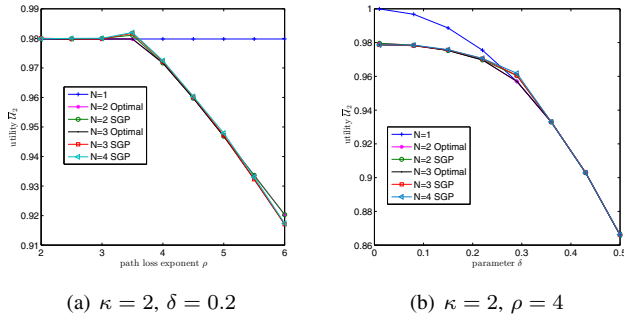 0.99
0.98
0.97
0.96
0.95
0.94
0.93
0.92
0.91
utility U̅₂
N=1
N=2 Optimal
N=2 SGP
N=3 Optimal
N=3 SGP
N=4 SGP
2 2.5 3 3.5 4 4.5 5 5.5 6
path loss exponent ρ
(a) κ = 2, δ = 0.2
1
0.98
0.96
0.94
0.92
0.9
0.88
0.86
utility U̅₂
N=1
N=2 Optimal
N=2 SGP
N=3 Optimal
N=3 SGP
N=4 SGP
0 0.1 0.2 0.3 0.4 0.5
parameter δ
(b) κ = 2, ρ = 4